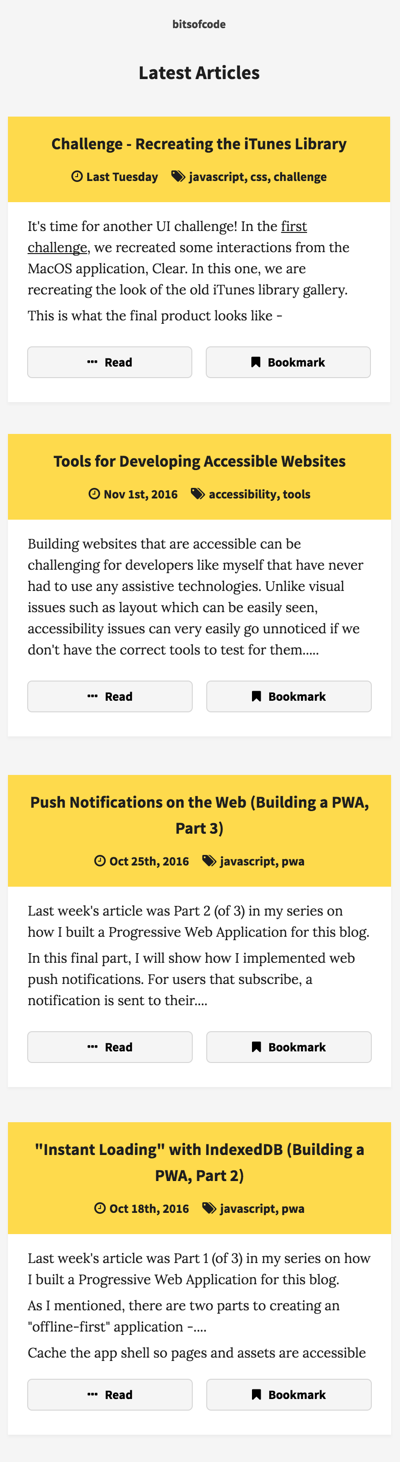 bitsofcode
Latest Articles
Challenge - Recreating the iTunes Library
Last Tuesday javascript, css, challenge
It's time for another UI challenge! In the first
challenge, we recreated some interactions from the
MacOS application, Clear. In this one, we are
recreating the look of the old iTunes library gallery.
This is what the final product looks like -
Read Bookmark
Tools for Developing Accessible Websites
Nov 1st, 2016 accessibility, tools
Building websites that are accessible can be
challenging for developers like myself that have never
had to use any assistive technologies. Unlike visual
issues such as layout which can be easily seen,
accessibility issues can very easily go unnoticed if we
don't have the correct tools to test for them.....
Read Bookmark
Push Notifications on the Web (Building a PWA,
Part 3)
Oct 25th, 2016 javascript, pwa
Last week's article was Part 2 (of 3) in my series on
how I built a Progressive Web Application for this blog.
In this final part, I will show how I implemented web
push notifications. For users that subscribe, a
notification is sent to their....
Read Bookmark
"Instant Loading" with IndexedDB (Building a
PWA, Part 2)
Oct 18th, 2016 javascript, pwa
Last week's article was Part 1 (of 3) in my series on how
I built a Progressive Web Application for this blog.
As I mentioned, there are two parts to creating an
"offline-first" application -....
Cache the app shell so pages and assets are accessible
Read Bookmark